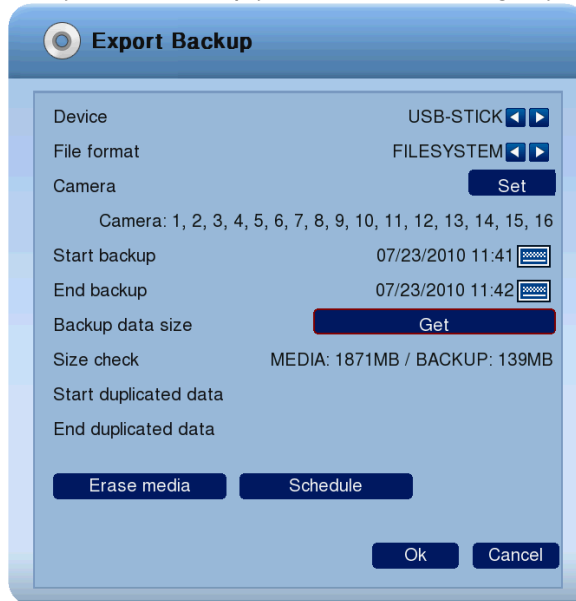 Export Backup
Device USB-STICK
File format FILESYSTEM
Camera Set
Camera: 1, 2, 3, 4, 5, 6, 7, 8, 9, 10, 11, 12, 13, 14, 15, 16
Start backup 07/23/2010 11:41
End backup 07/23/2010 11:42
Backup data size Get
Size check MEDIA: 1871MB / BACKUP: 139MB
Start duplicated data
End duplicated data
Erase media Schedule
Ok Cancel